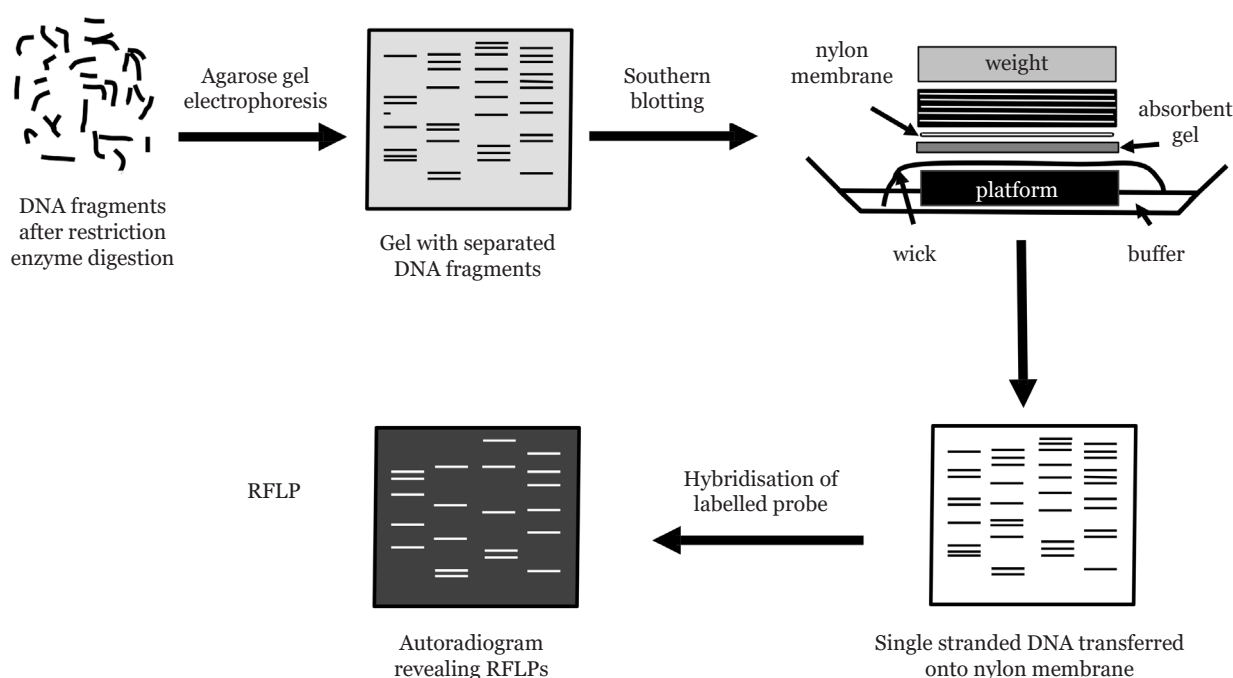 Agarose gel
electrophoresis
Southern
blotting
nylon
membrane
weight
absorbent
gel
platform
wick
buffer
DNA fragments
after restriction
enzyme digestion
Gel with separated
DNA fragments
RFLP
Hybridisation of
labelled probe
Autoradiogram
revealing RFLPs
Single stranded DNA transferred
onto nylon membrane